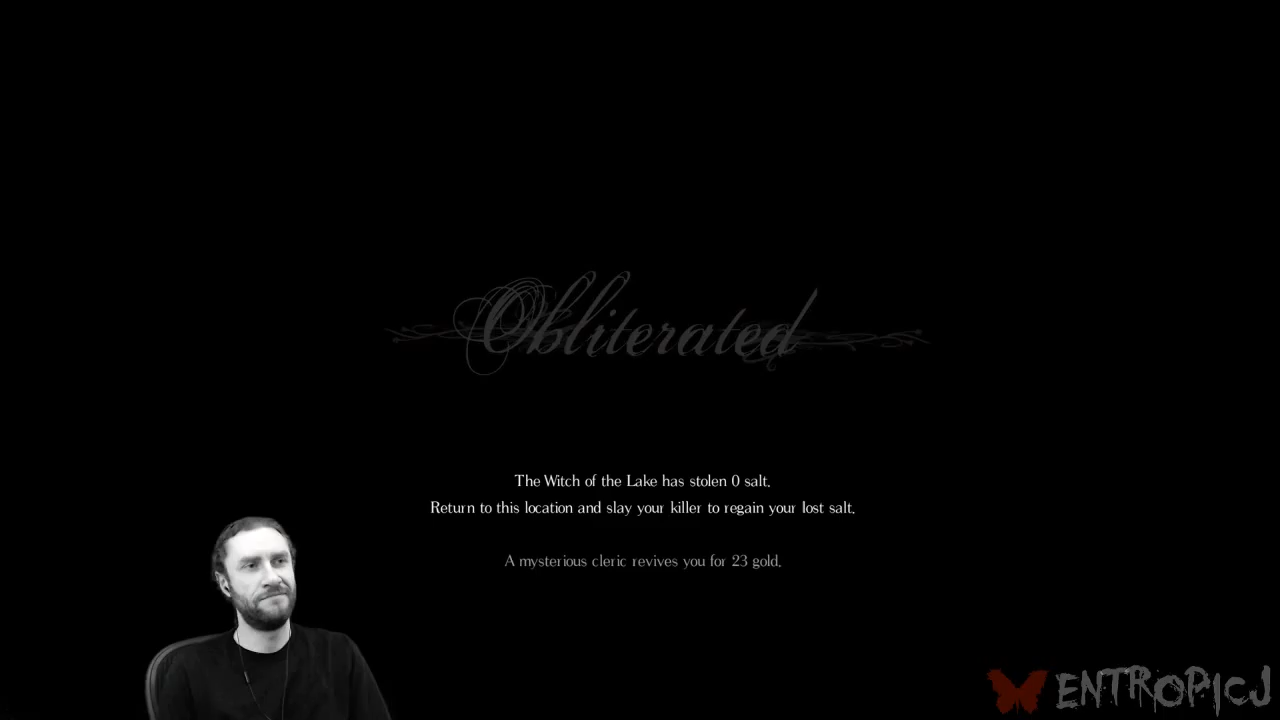 Obliterated
The Witch of the Lake has stolen 0 salt.
Return to this location and slay your killer to regain your lost salt.
A mysterious cleric revives you for 23 gold.
ENTROPICJ